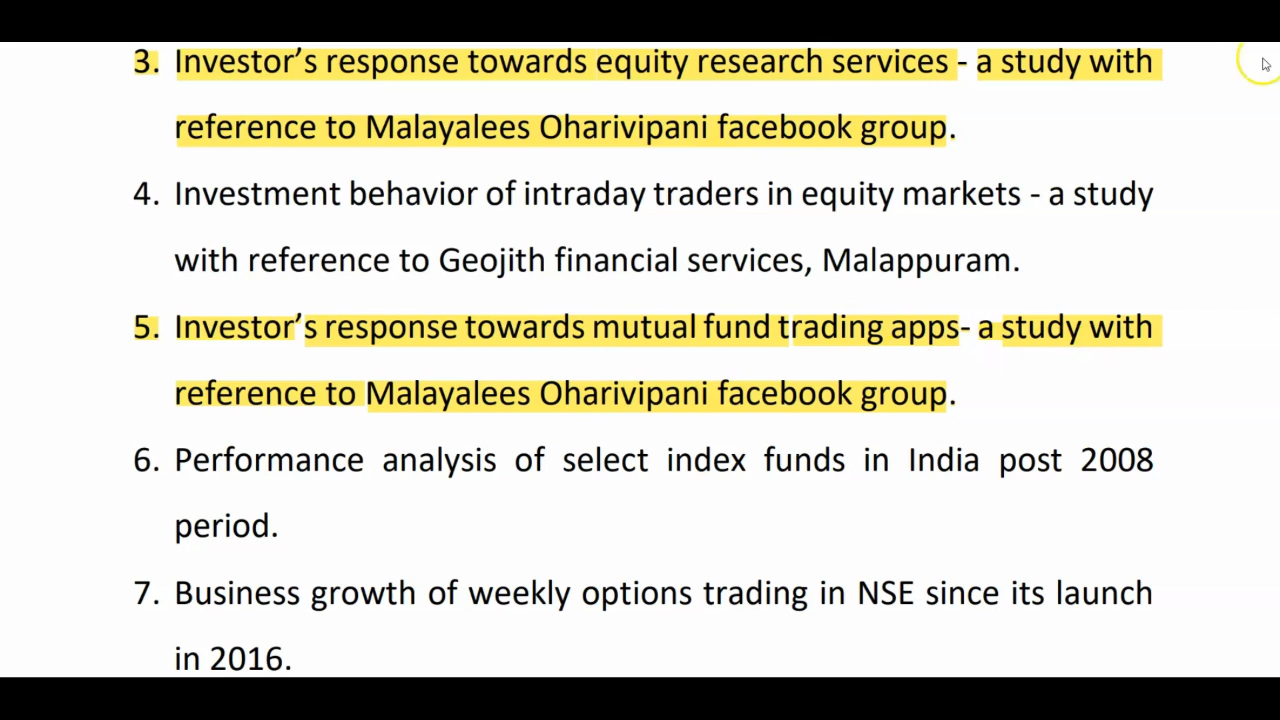 3. Investor’s response towards equity research services - a study with
reference to Malayalees Oharivipani facebook group.
4. Investment behavior of intraday traders in equity markets - a study
with reference to Geojith financial services, Malappuram.
5. Investor’s response towards mutual fund trading apps- a study with
reference to Malayalees Oharivipani facebook group.
6. Performance analysis of select index funds in India post 2008
period.
7. Business growth of weekly options trading in NSE since its launch
in 2016.